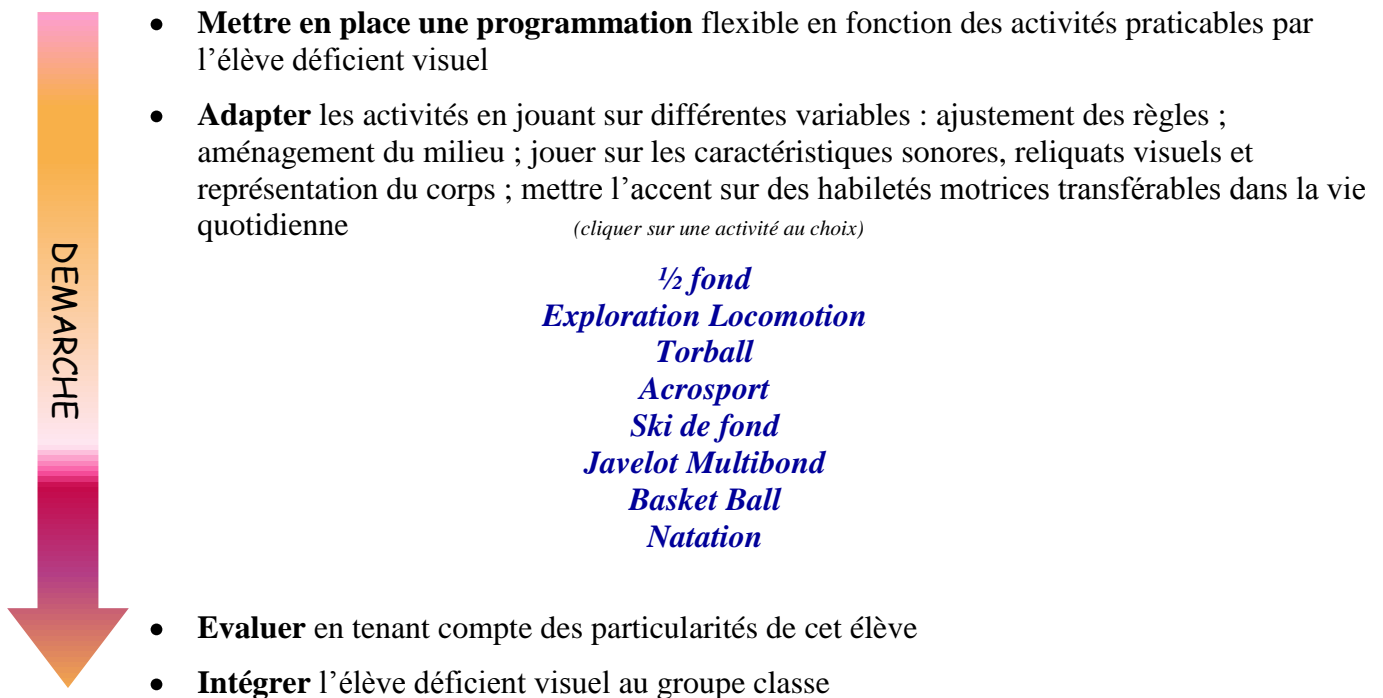 • Mettre en place une programmation flexible en fonction des activités praticables par
l’élève déficient visuel
• Adapter les activités en jouant sur différentes variables : ajustement des règles ;
aménagement du milieu ; jouer sur les caractéristiques sonores, reliquats visuels et
représentation du corps ; mettre l’accent sur des habiletés motrices transférables dans la vie
quotidienne (cliquer sur une activité au choix)
DEMARCHE
½ fond
Exploration Locomotion
Torball
Acrosport
Ski de fond
Javelot Multibond
Basket Ball
Natation
• Evaluer en tenant compte des particularités de cet élève
• Intégrer l’élève déficient visuel au groupe classe